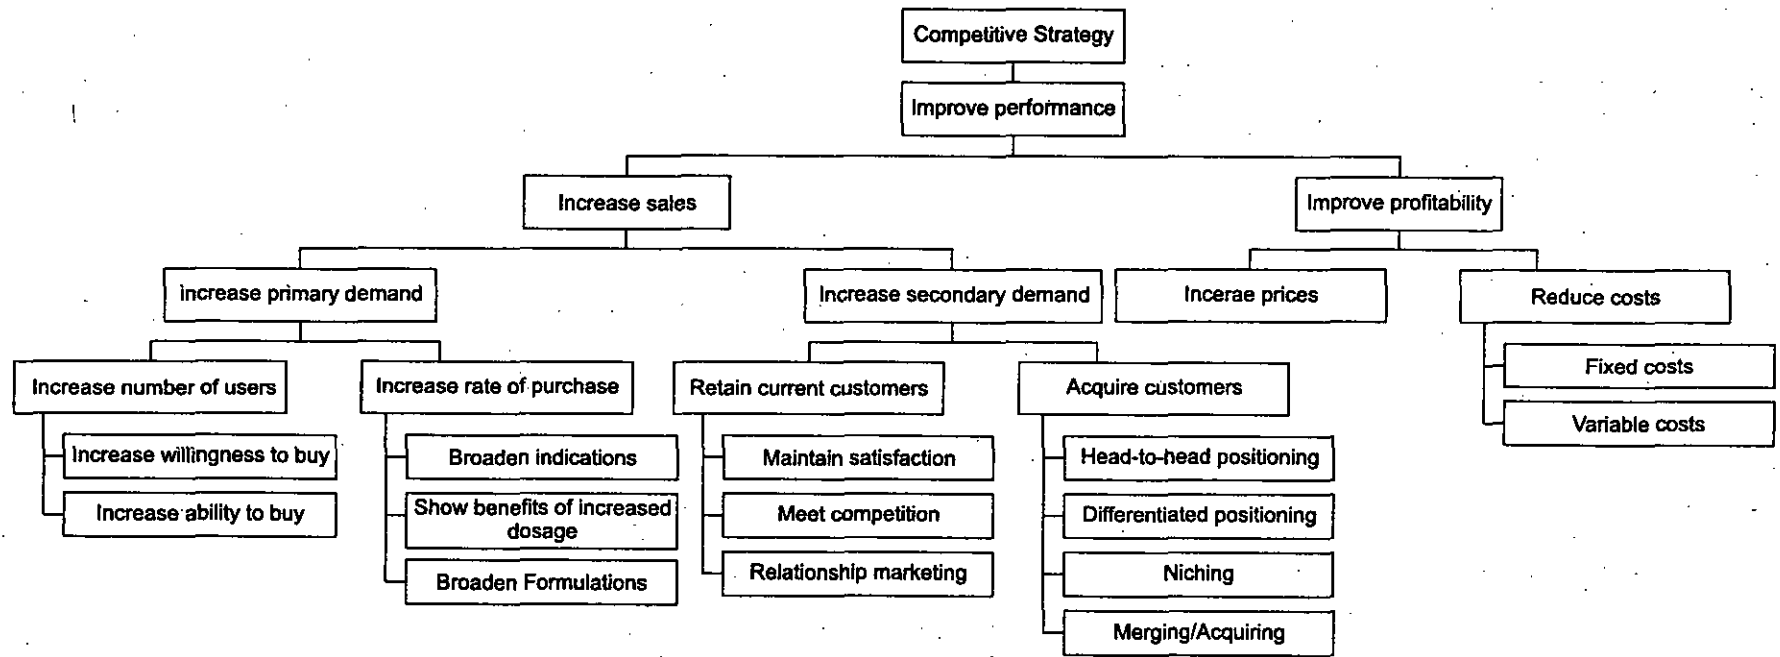 Competitive Strategy
Improve performance
Increase sales
Improve profitability
Increase primary demand
Increase secondary demand
Incerae prices
Reduce costs
Increase number of users
Increase rate of purchase
Retain current customers
Acquire customers
Fixed costs
Variable costs
Increase willingness to buy
Increase ability to buy
Broaden indications
Show benefits of increased
dosage
Broaden Formulations
Maintain satisfaction
Meet competition
Relationship marketing
Head-to-head positioning
Differentiated positioning
Niching
Merging/Acquiring